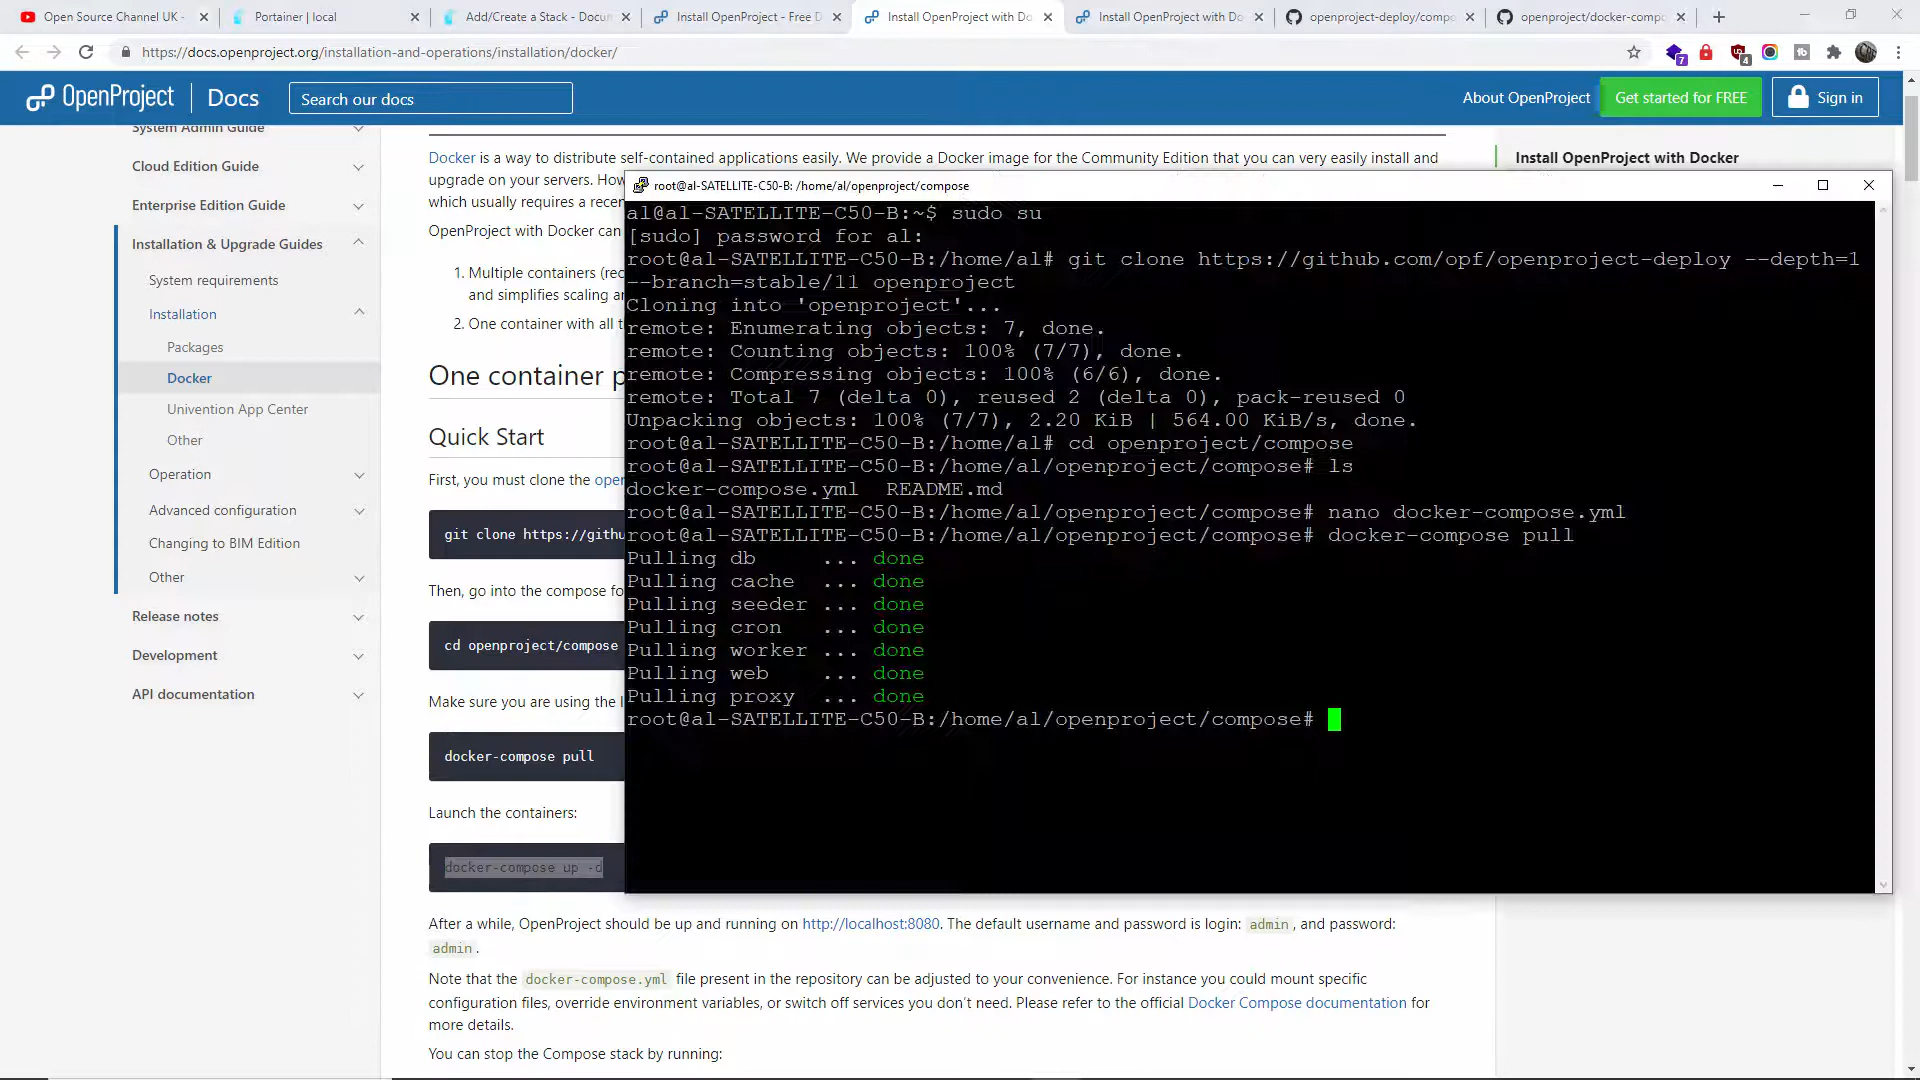 Open Source Channel UK -
Portainer | local
Add/Create a Stack - Docum
Install OpenProject - Free D
Install OpenProject with Do
Install OpenProject with Do
openproject-deploy/compo
openproject/docker-compo
https://docs.openproject.org/installation-and-operations/installation/docker/
7
4
OpenProject
Docs
Search our docs
About OpenProject
Get started for FREE
Sign in
System Admin Guide
Cloud Edition Guide
Enterprise Edition Guide
Installation & Upgrade Guides
System requirements
Installation
Packages
Docker
Univention App Center
Other
Operation
Advanced configuration
Changing to BIM Edition
Other
Release notes
Development
API documentation
Docker is a way to distribute self-contained applications easily. We provide a Docker image for the Community Edition that you can very easily install and
upgrade on your servers. How
which usually requires a recen
OpenProject with Docker can
1. Multiple containers (rec
and simplifies scaling an
2. One container with all t
One container p
Quick Start
First, you must clone the open
git clone https://githu
Then, go into the compose fo
cd openproject/compose
Make sure you are using the l
docker-compose pull
Launch the containers:
docker-compose up -d
After a while, OpenProject should be up and running on http://localhost:8080. The default username and password is login: admin, and password:
admin.
Note that the docker-compose.yml file present in the repository can be adjusted to your convenience. For instance you could mount specific
configuration files, override environment variables, or switch off services you don't need. Please refer to the official Docker Compose documentation for
more details.
You can stop the Compose stack by running:
Install OpenProject with Docker
root@al-SATELLITE-C50-B: /home/al/openproject/compose
al@al-SATELLITE-C50-B:~$ sudo su
[sudo] password for al:
root@al-SATELLITE-C50-B:/home/al# git clone https://github.com/opf/openproject-deploy --depth=1
--branch=stable/11 openproject
Cloning into 'openproject'...
remote: Enumerating objects: 7, done.
remote: Counting objects: 100% (7/7), done.
remote: Compressing objects: 100% (6/6), done.
remote: Total 7 (delta 0), reused 2 (delta 0), pack-reused 0
Unpacking objects: 100% (7/7), 2.20 KiB | 564.00 KiB/s, done.
root@al-SATELLITE-C50-B:/home/al# cd openproject/compose
root@al-SATELLITE-C50-B:/home/al/openproject/compose# ls
docker-compose.yml  README.md
root@al-SATELLITE-C50-B:/home/al/openproject/compose# nano docker-compose.yml
root@al-SATELLITE-C50-B:/home/al/openproject/compose# docker-compose pull
Pulling db     ... done
Pulling cache  ... done
Pulling seeder ... done
Pulling cron   ... done
Pulling worker ... done
Pulling web    ... done
Pulling proxy  ... done
root@al-SATELLITE-C50-B:/home/al/openproject/compose#